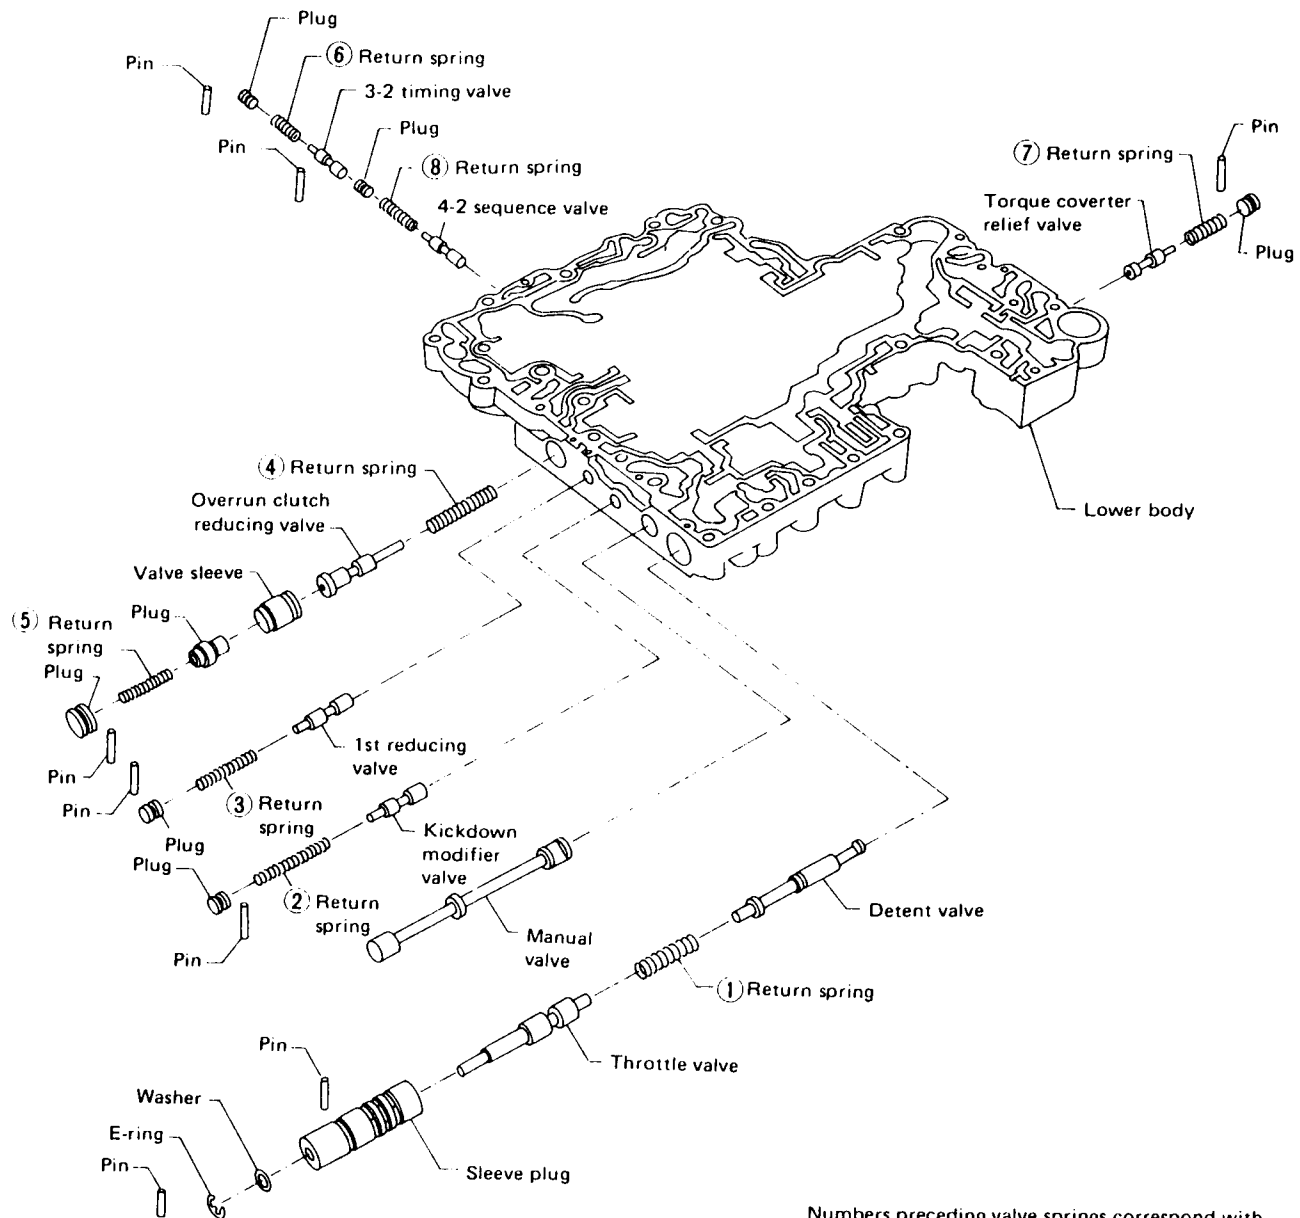 Plug
⑥ Return spring
Pin
3-2 timing valve
Plug
Pin
⑧ Return spring
4-2 sequence valve
Pin
⑦ Return spring
Torque coverter
relief valve
Plug
④ Return spring
Overrun clutch
reducing valve
Lower body
Valve sleeve
Plug
⑤ Return
spring
Plug
1st reducing
valve
Pin
Pin
③ Return
spring
Plug
Kickdown
modifier
valve
Plug
② Return
spring
Pin
Manual
valve
Detent valve
① Return spring
Pin
Throttle valve
Washer
E-ring
Pin
Sleeve plug
Numbers preceding valve springs correspond with